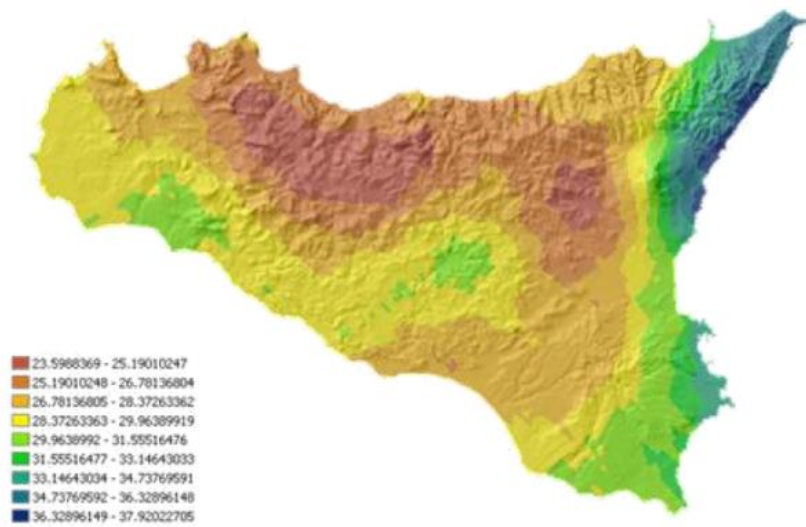 23.5988369 - 25.19010247
25.19010248 - 26.78136804
26.78136805 - 28.37263362
28.37263363 - 29.96389919
29.9638992 - 31.55516476
31.55516477 - 33.14643033
33.14643034 - 34.73769591
34.73769592 - 36.32896148
36.32896149 - 37.92022705